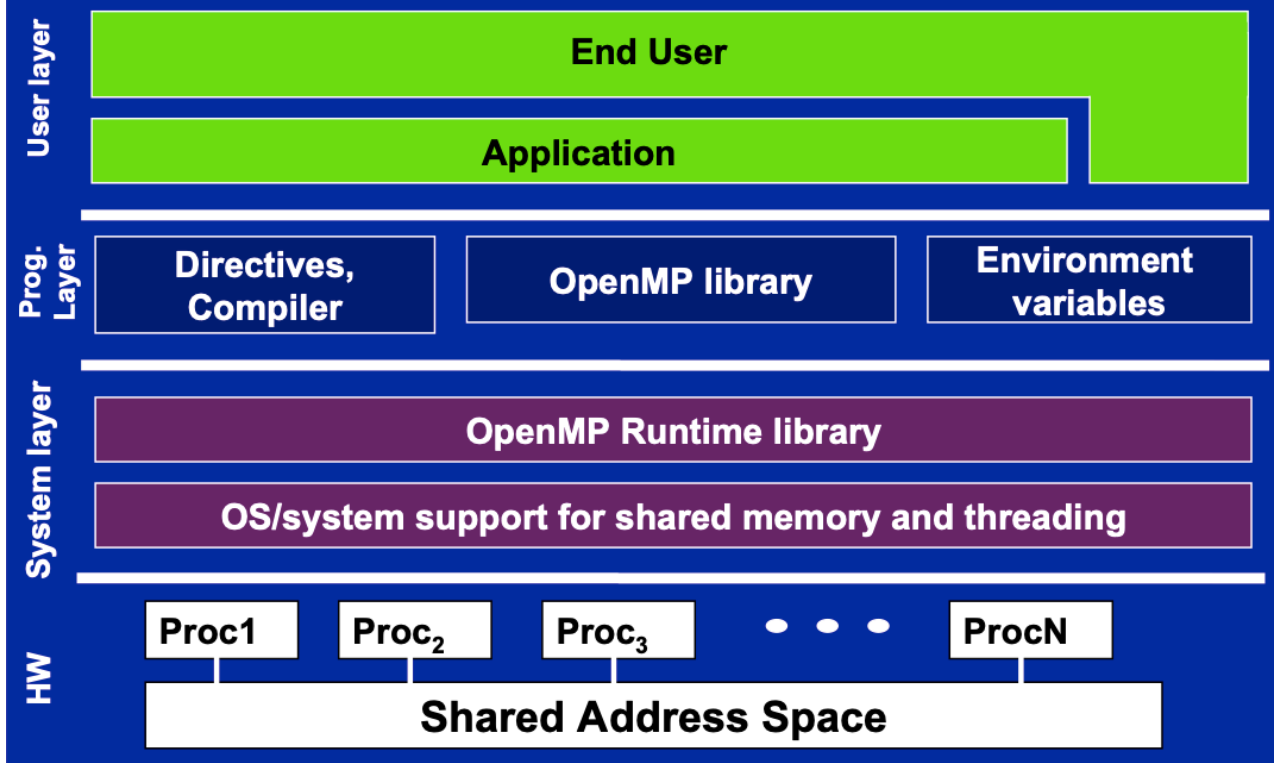 User layer
End User
Application
Prog.
Layer
Directives,
Compiler
OpenMP library
Environment
variables
System layer
OpenMP Runtime library
OS/system support for shared memory and threading
HW
Proc1
Proc₂
Proc₃
ProcN
Shared Address Space